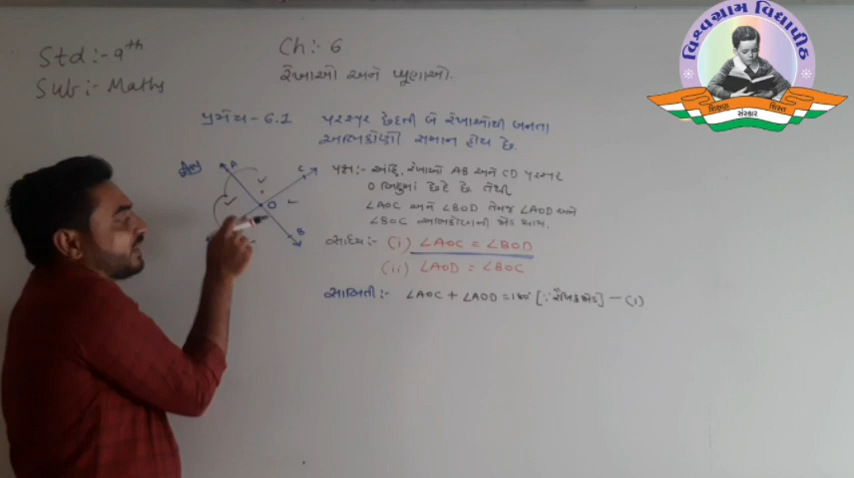 વિશ્વગ્રામ વિદ્યાપીઠ
શિક્ષણ સંસ્કાર શિસ્ત
Std:- 9th
Ch:- 6
Sub:- Maths
રેખાઓ અને ખૂણાઓ.
પ્રમેય - 6.1 પરસ્પર છેદતી બે રેખાઓથી બનતા
અભિકોણો સમાન હોય છે.
A
C
O
B
પક્ષ :- અહિં, રેખાઓ AB અને CD પરસ્પર
O બિંદુમાં છેદે છે તેથી
∠AOC અને ∠BOD તેમજ ∠AOD અને
∠BOC અભિકોણોની જોડ થાય.
સાધ્ય :- (i) ∠AOC = ∠BOD
(ii) ∠AOD = ∠BOC
સાબિતી :- ∠AOC + ∠AOD = 180° [∵ રૈખિક જોડ] - (1)